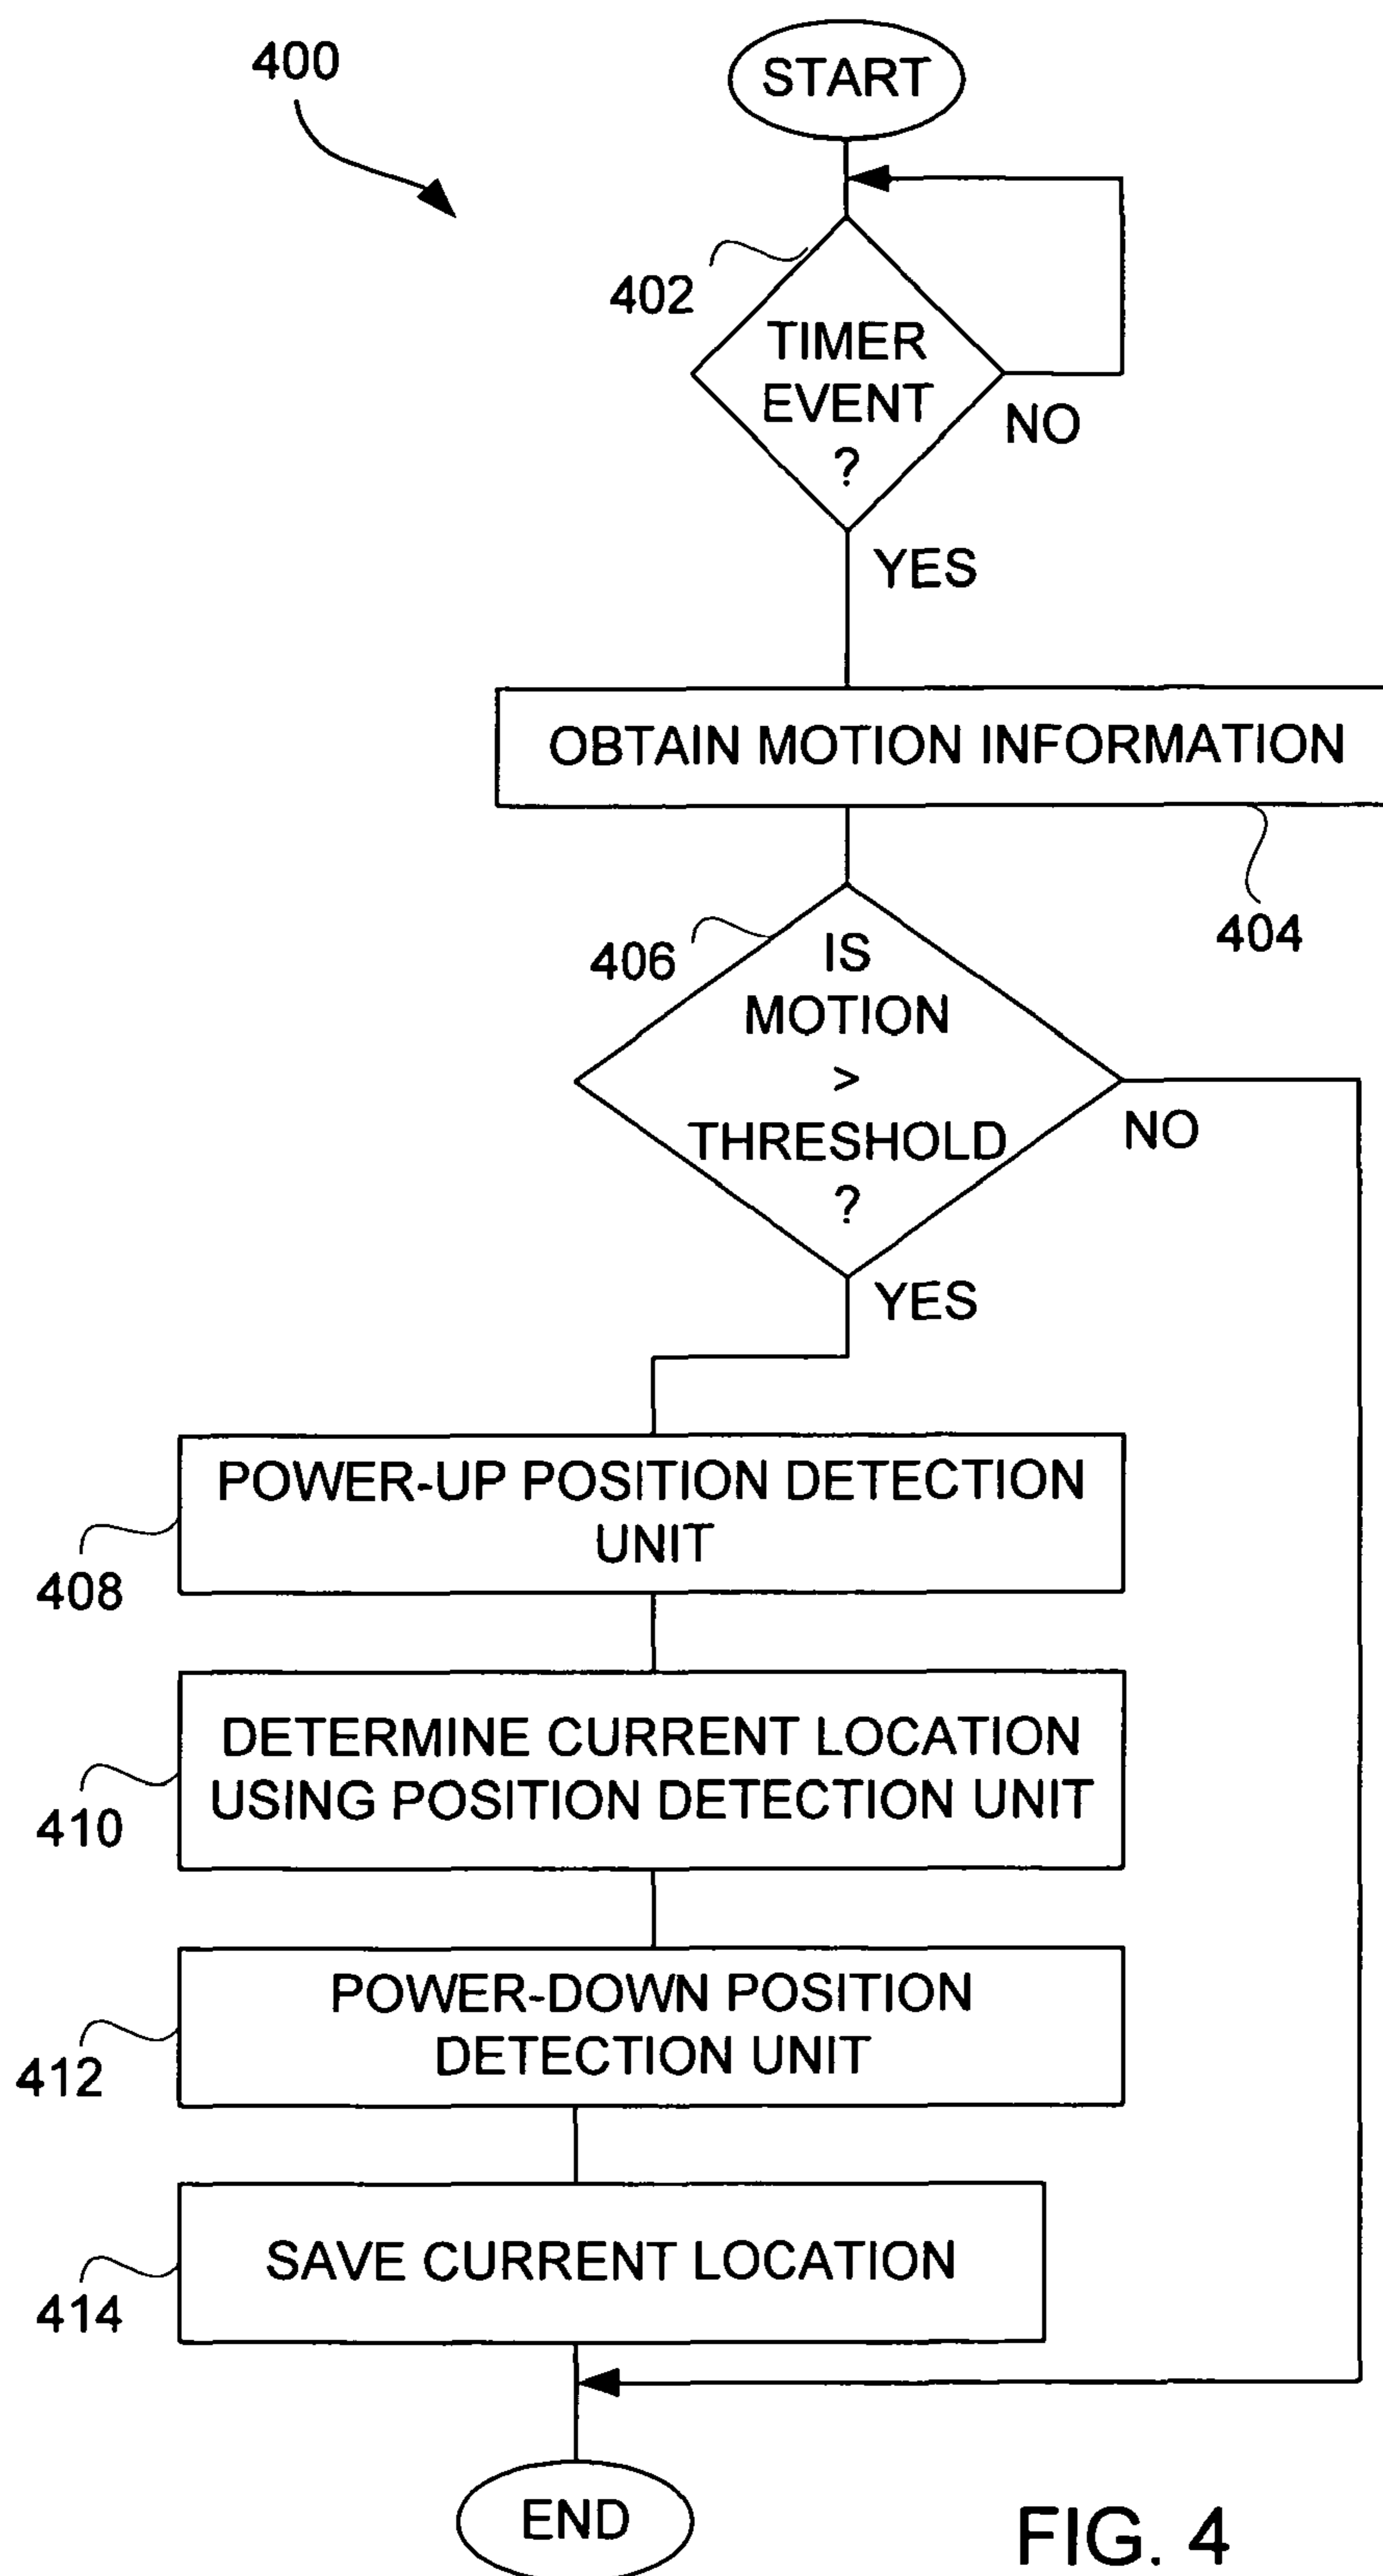 400
START
402
TIMER
EVENT
?
NO
YES
OBTAIN MOTION INFORMATION
404
406
IS
MOTION
>
THRESHOLD
?
NO
YES
POWER-UP POSITION DETECTION
UNIT
408
DETERMINE CURRENT LOCATION
USING POSITION DETECTION UNIT
410
POWER-DOWN POSITION
DETECTION UNIT
412
SAVE CURRENT LOCATION
414
END
FIG. 4